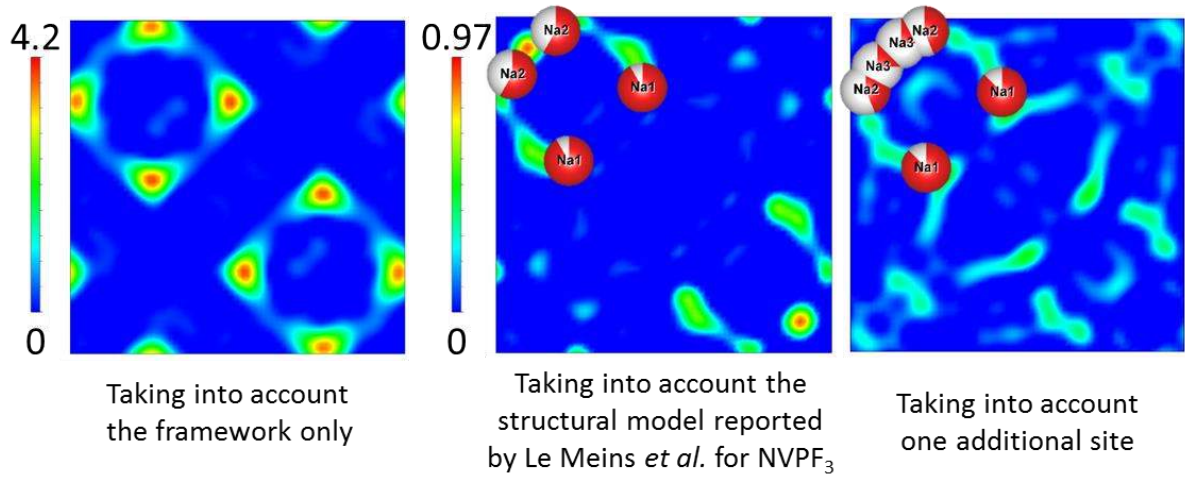 4.2
0
Taking into account
the framework only
0.97
0
Na2
Na2
Na1
Na1
Taking into account the
structural model reported
by Le Meins et al. for NVPF₃
Na2
Na3
Na3
Na2
Na1
Na1
Taking into account
one additional site